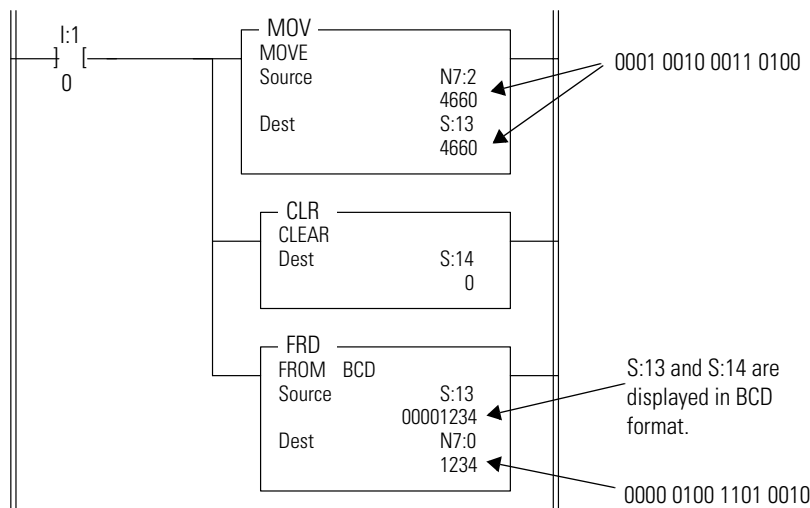 I:1
] [
0
MOV
MOVE
Source N7:2
4660
Dest S:13
4660
0001 0010 0011 0100
CLR
CLEAR
Dest S:14
0
FRD
FROM BCD
Source S:13
00001234
Dest N7:0
1234
S:13 and S:14 are
displayed in BCD
format.
0000 0100 1101 0010